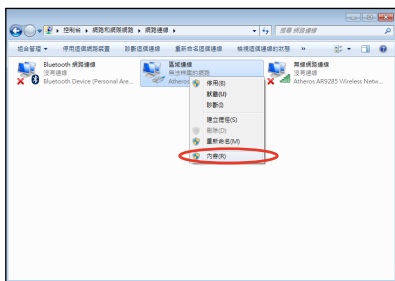 控制台 ▸ 網路和網際網路 ▸ 網路連線 ▸
搜尋 網路連線
組合管理 ▼ 停用這個網路裝置 診斷這個連線 重新命名這個連線 檢視這個連線的狀態 »
Bluetooth 網路連線
沒有連線
Bluetooth Device (Personal Are...
區域連線
無法辨識的網路
Atheros
無線網路連線
沒有連線
Atheros AR9285 Wireless Netw...
停用(B)
狀態(U)
診斷(I)
建立捷徑(S)
刪除(D)
重新命名(M)
內容(R)